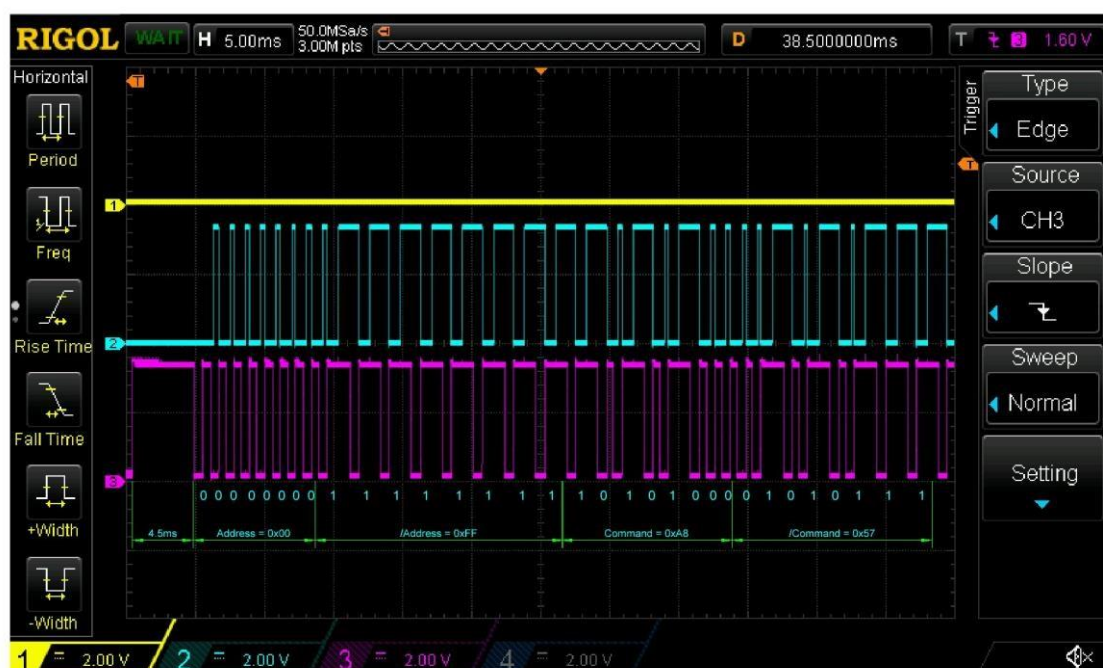 RIGOL WAIT H 5.00ms 50.0MSa/s 3.00M pts D 38.5000000ms T 3 1.60 V
Horizontal
Period
Freq
Rise Time
Fall Time
+Width
-Width
T
T
1
2
3
0 0 0 0 0 0 0 0 1 1 1 1 1 1 1 1 1 0 1 0 1 0 0 0 0 1 0 1 0 1 1 1
4.5ms Address = 0x00 /Address = 0xFF Command = 0xA8 /Command = 0x57
Trigger
Type
Edge
Source
CH3
Slope
Sweep
Normal
Setting
1 = 2.00 V 2 = 2.00 V 3 = 2.00 V 4 = 2.00 V